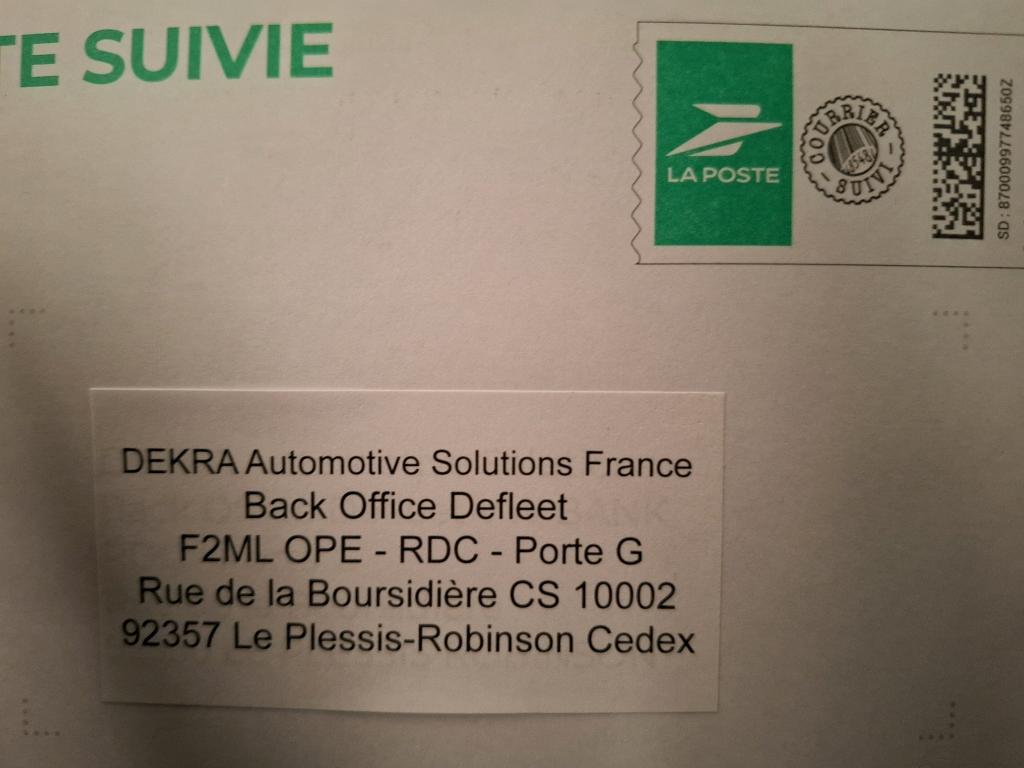 TE SUIVIE
LA POSTE
COURRIER
SUIVI
SD : 87000997748650Z
DEKRA Automotive Solutions France
Back Office Defleet
F2ML OPE - RDC - Porte G
Rue de la Boursidière CS 10002
92357 Le Plessis-Robinson Cedex